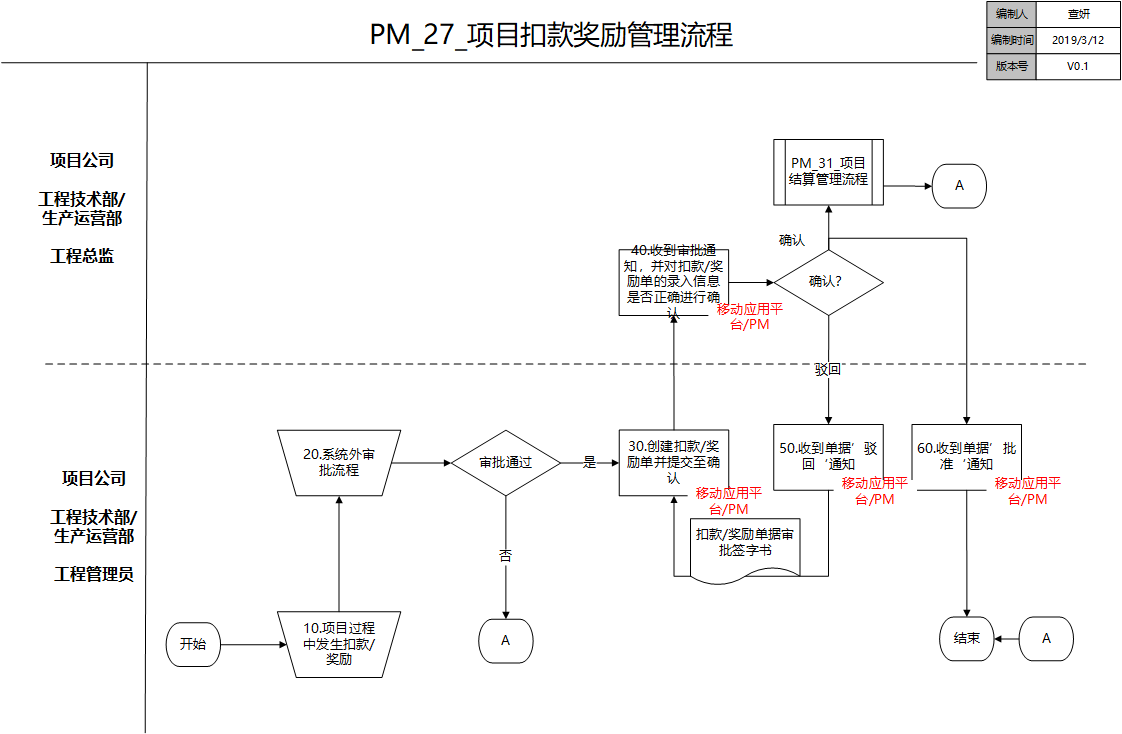 PM_27_项目扣款奖励管理流程
编制人
查妍
编制时间
2019/3/12
版本号
V0.1
项目公司
工程技术部/
生产运营部
工程总监
PM_31_项目
结算管理流程
A
确认
40.收到审批通
知，并对扣款/奖
励单的录入信息
是否正确进行确
认
移动应用平
台/PM
确认？
驳回
项目公司
工程技术部/
生产运营部
工程管理员
20.系统外审
批流程
审批通过
是
否
30.创建扣款/奖
励单并提交至确
认
移动应用平
台/PM
扣款/奖励单据审
批签字书
50.收到单据’驳
回‘通知
移动应用平
台/PM
60.收到单据’批
准‘通知
移动应用平
台/PM
开始
10.项目过程
中发生扣款/
奖励
A
结束
A